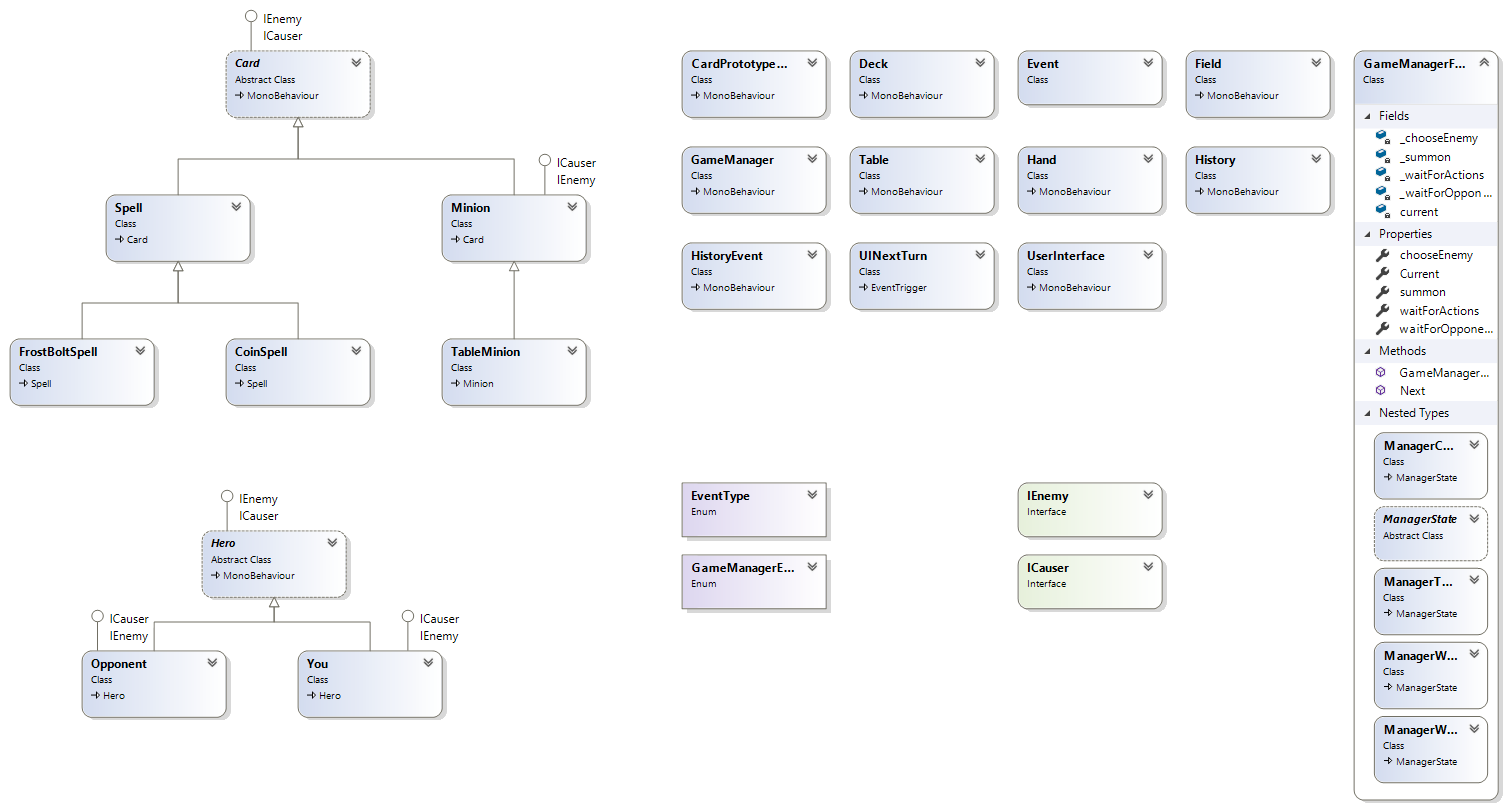 IEnemy
ICauser
Card
Abstract Class
MonoBehaviour
ICauser
IEnemy
Spell
Class
Card
Minion
Class
Card
FrostBoltSpell
Class
Spell
CoinSpell
Class
Spell
TableMinion
Class
Minion
IEnemy
ICauser
Hero
Abstract Class
MonoBehaviour
ICauser
IEnemy
ICauser
IEnemy
Opponent
Class
Hero
You
Class
Hero
CardPrototype...
Class
MonoBehaviour
Deck
Class
MonoBehaviour
Event
Class
Field
Class
MonoBehaviour
GameManager
Class
MonoBehaviour
Table
Class
MonoBehaviour
Hand
Class
MonoBehaviour
History
Class
MonoBehaviour
HistoryEvent
Class
MonoBehaviour
UINextTurn
Class
EventTrigger
UserInterface
Class
MonoBehaviour
EventType
Enum
IEnemy
Interface
GameManagerE...
Enum
ICauser
Interface
GameManagerF...
Class
Fields
_chooseEnemy
_summon
_waitForActions
_waitForOppon...
current
Properties
chooseEnemy
Current
summon
waitForActions
waitForOppone...
Methods
GameManager...
Next
Nested Types
ManagerC...
Class
ManagerState
ManagerState
Abstract Class
ManagerT...
Class
ManagerState
ManagerW...
Class
ManagerState
ManagerW...
Class
ManagerState